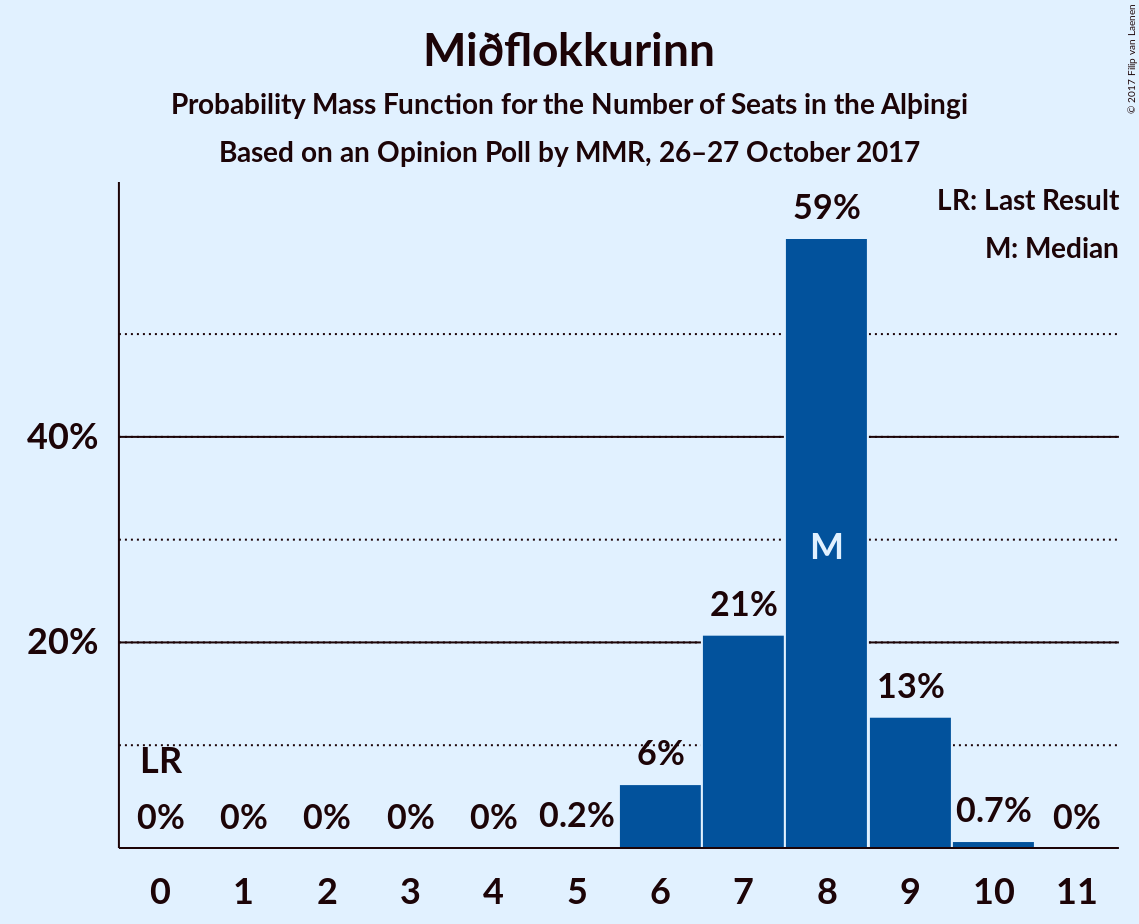 Miðflokkurinn
Probability Mass Function for the Number of Seats in the Alþingi
Based on an Opinion Poll by MMR, 26–27 October 2017
© 2017 Filip van Laenen
LR: Last Result
M: Median
59%
40%
M
21%
20%
13%
6%
LR
0% 0% 0% 0% 0% 0.2% 0.7% 0%
0 1 2 3 4 5 6 7 8 9 10 11